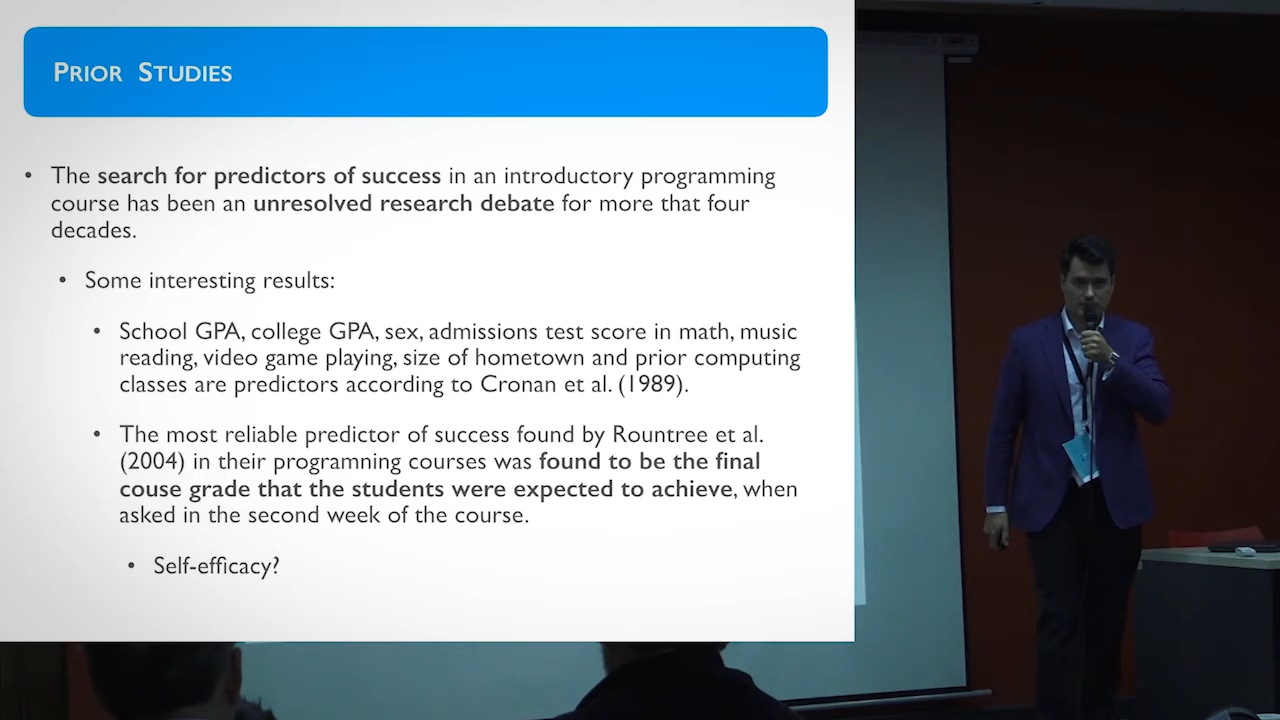 PRIOR STUDIES
• The search for predictors of success in an introductory programming
course has been an unresolved research debate for more that four
decades.
• Some interesting results:
• School GPA, college GPA, sex, admissions test score in math, music
reading, video game playing, size of hometown and prior computing
classes are predictors according to Cronan et al. (1989).
• The most reliable predictor of success found by Rountree et al.
(2004) in their programning courses was found to be the final
couse grade that the students were expected to achieve, when
asked in the second week of the course.
• Self-efficacy?